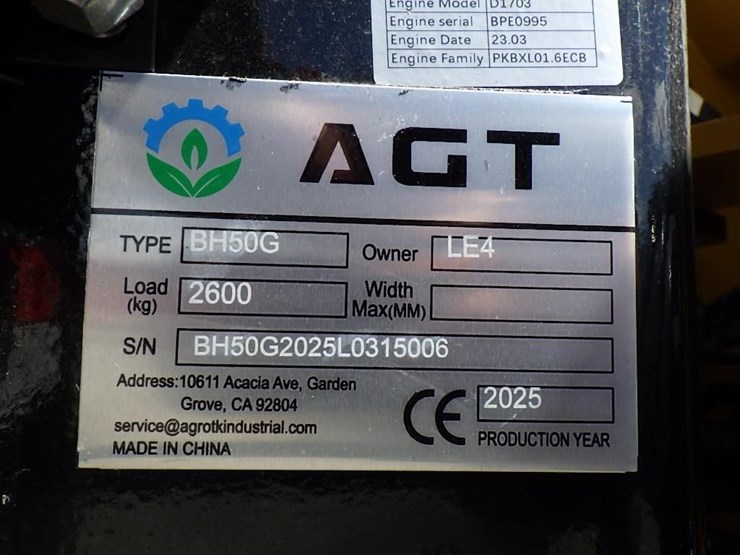 Engine Model D1703
Engine serial BPE0995
Engine Date 23.03
Engine Family PKBXL01.6ECB
AGT
TYPE BH50G Owner LE4
Load (kg) 2600 Width Max(MM)
S/N BH50G2025L0315006
Address:10611 Acacia Ave, Garden
Grove, CA 92804
service@agrotkindustrial.com
MADE IN CHINA
CE 2025
PRODUCTION YEAR